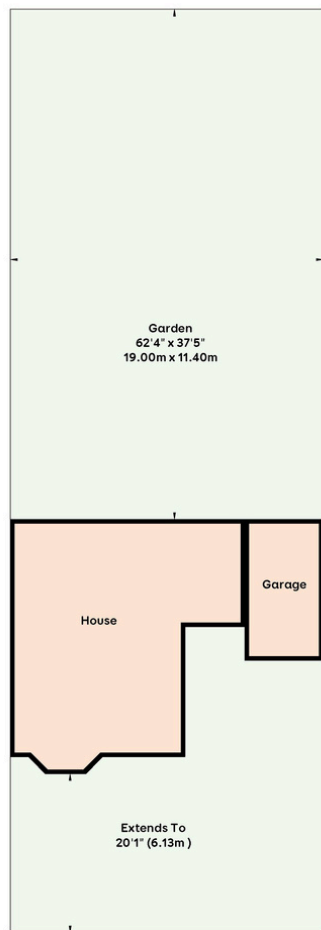 Garden
62'4" x 37'5"
19.00m x 11.40m
House
Garage
Extends To
20'1" (6.13m )